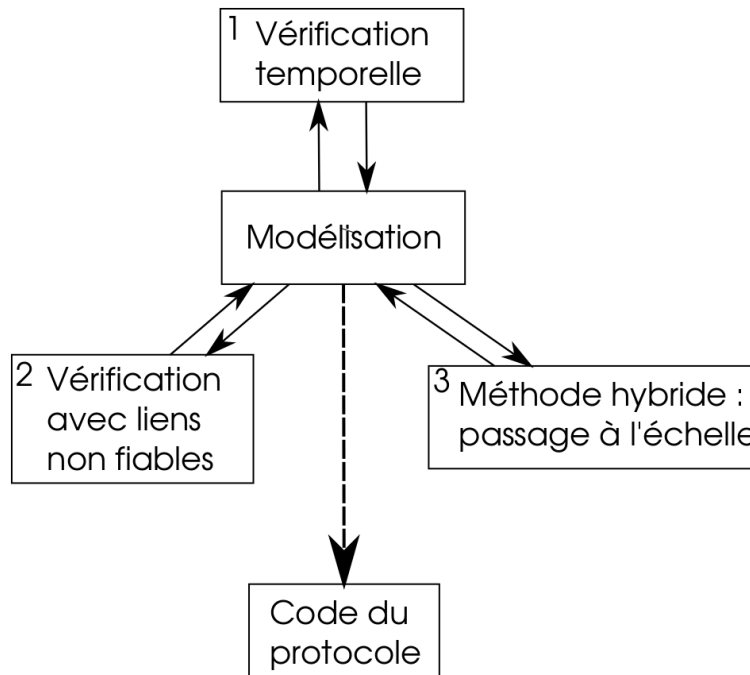 1 Vérification
temporelle
Modélisation
2 Vérification
avec liens
non fiables
3 Méthode hybride :
passage à l'échelle
Code du
protocole